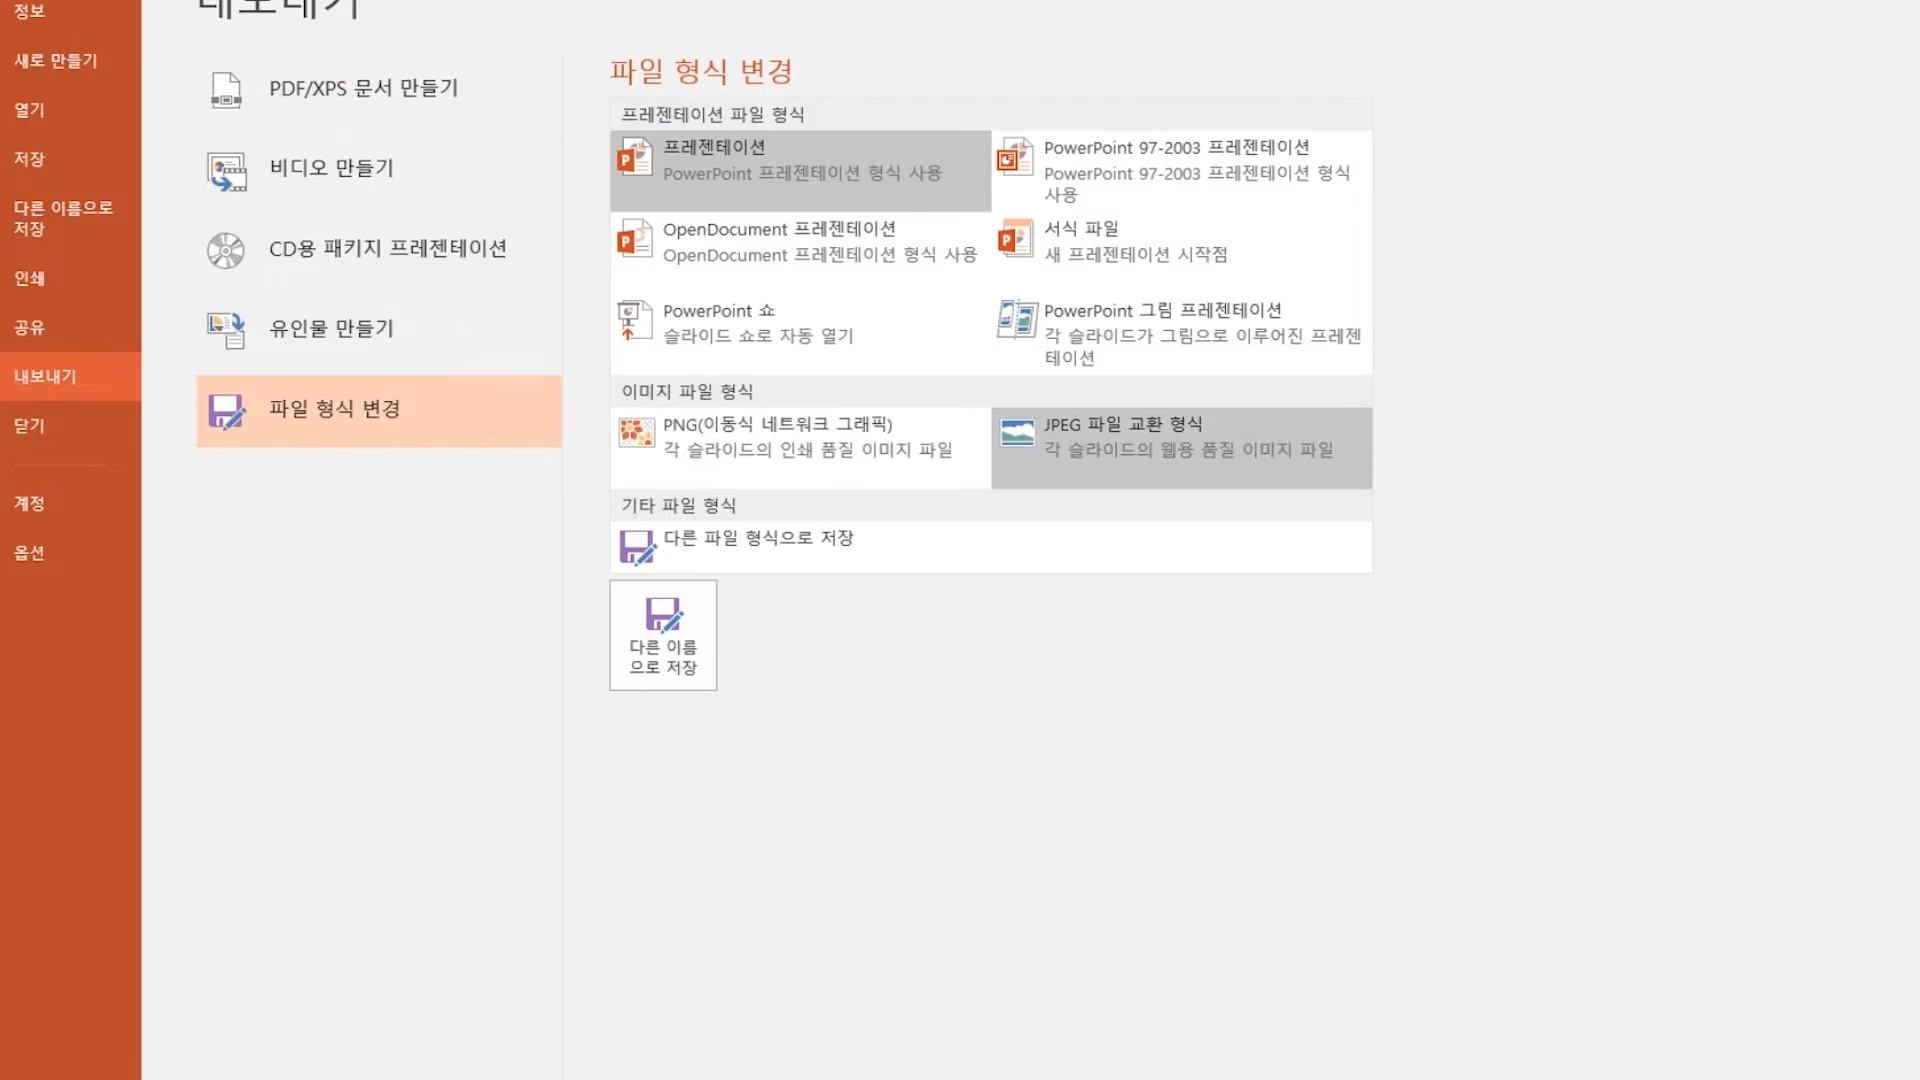 정보
새로 만들기
열기
저장
다른 이름으로
저장
인쇄
공유
내보내기
닫기
계정
옵션
내보내기
PDF/XPS 문서 만들기
비디오 만들기
CD용 패키지 프레젠테이션
유인물 만들기
파일 형식 변경
파일 형식 변경
프레젠테이션 파일 형식
프레젠테이션
PowerPoint 프레젠테이션 형식 사용
PowerPoint 97-2003 프레젠테이션
PowerPoint 97-2003 프레젠테이션 형식
사용
OpenDocument 프레젠테이션
OpenDocument 프레젠테이션 형식 사용
서식 파일
새 프레젠테이션 시작점
PowerPoint 쇼
슬라이드 쇼로 자동 열기
PowerPoint 그림 프레젠테이션
각 슬라이드가 그림으로 이루어진 프레젠
테이션
이미지 파일 형식
PNG(이동식 네트워크 그래픽)
각 슬라이드의 인쇄 품질 이미지 파일
JPEG 파일 교환 형식
각 슬라이드의 웹용 품질 이미지 파일
기타 파일 형식
다른 파일 형식으로 저장
다른 이름
으로 저장